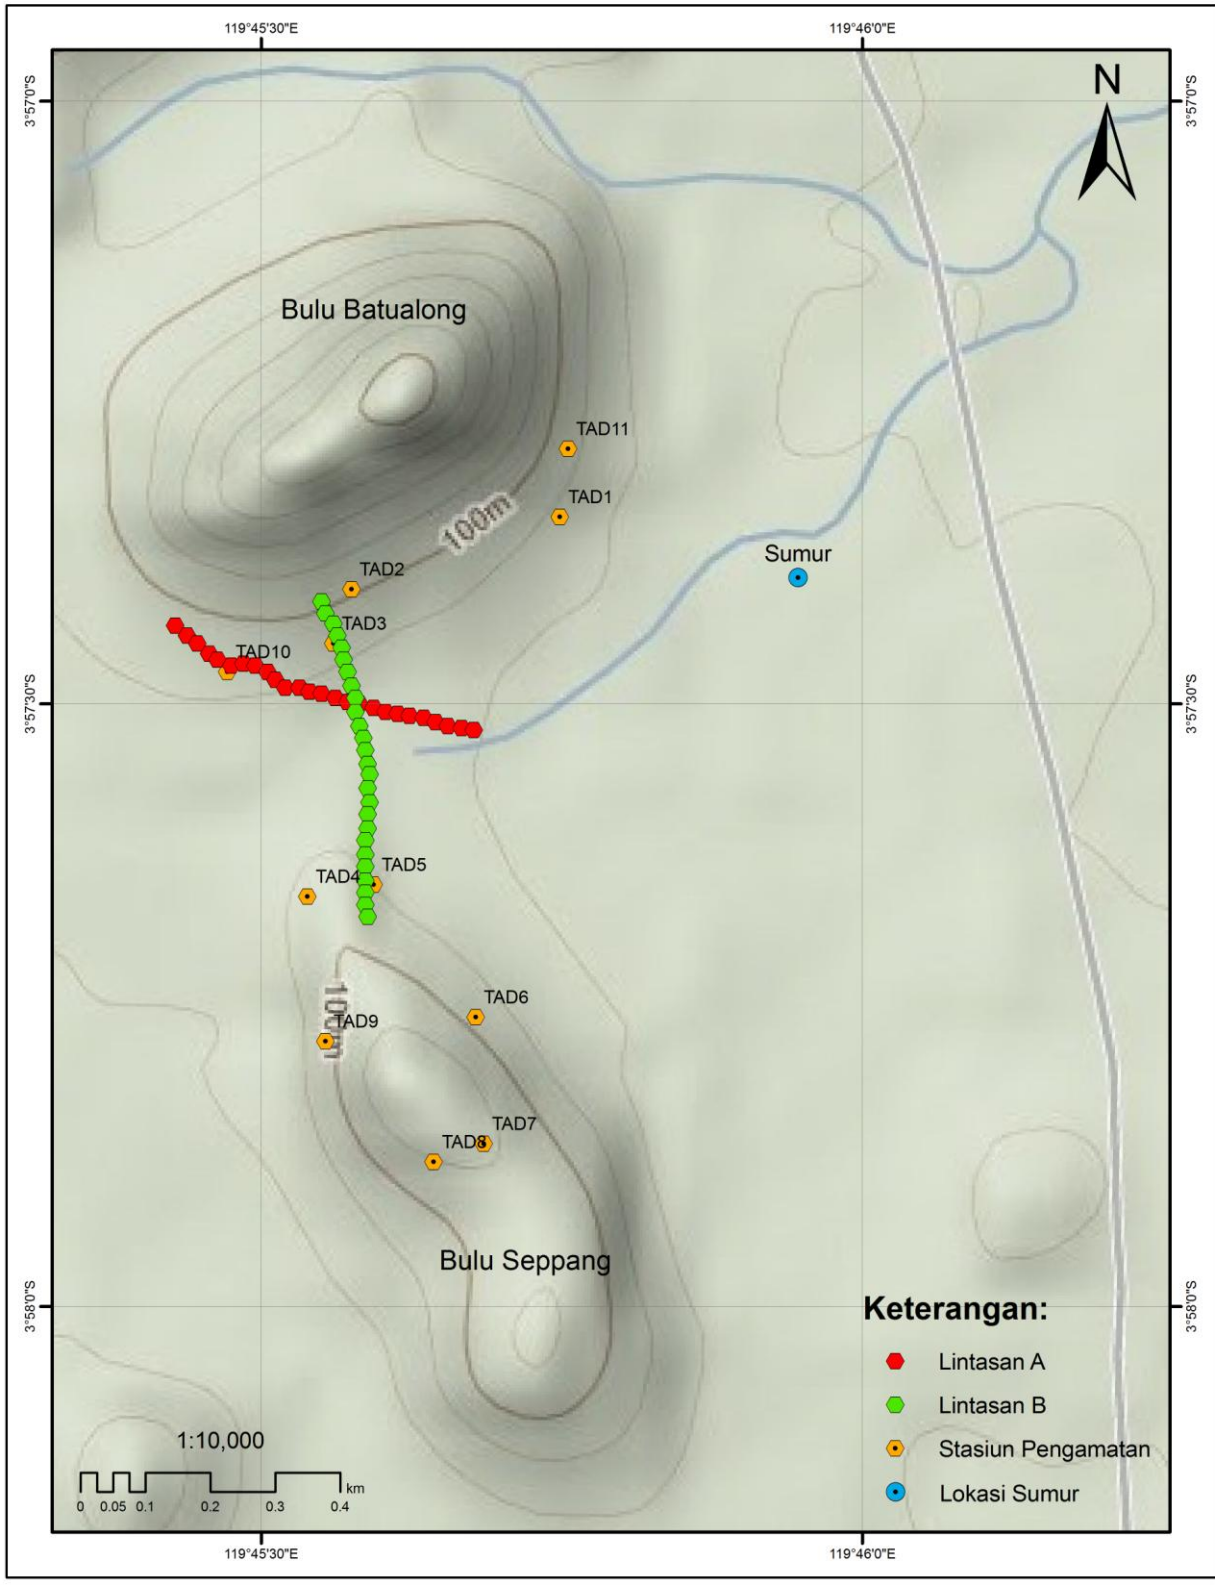 119°45'30"E
119°46'0"E
3°57'0"S
3°57'0"S
N
Bulu Batualong
TAD11
TAD1
100m
Sumur
TAD2
TAD3
TAD10
3°57'30"S
3°57'30"S
TAD5
TAD4
TAD6
100m
TAD9
TAD7
TAD8
Bulu Seppang
3°58'0"S
3°58'0"S
Keterangan:
Lintasan A
Lintasan B
Stasiun Pengamatan
Lokasi Sumur
1:10,000
km
0 0.05 0.1 0.2 0.3 0.4
119°45'30"E
119°46'0"E